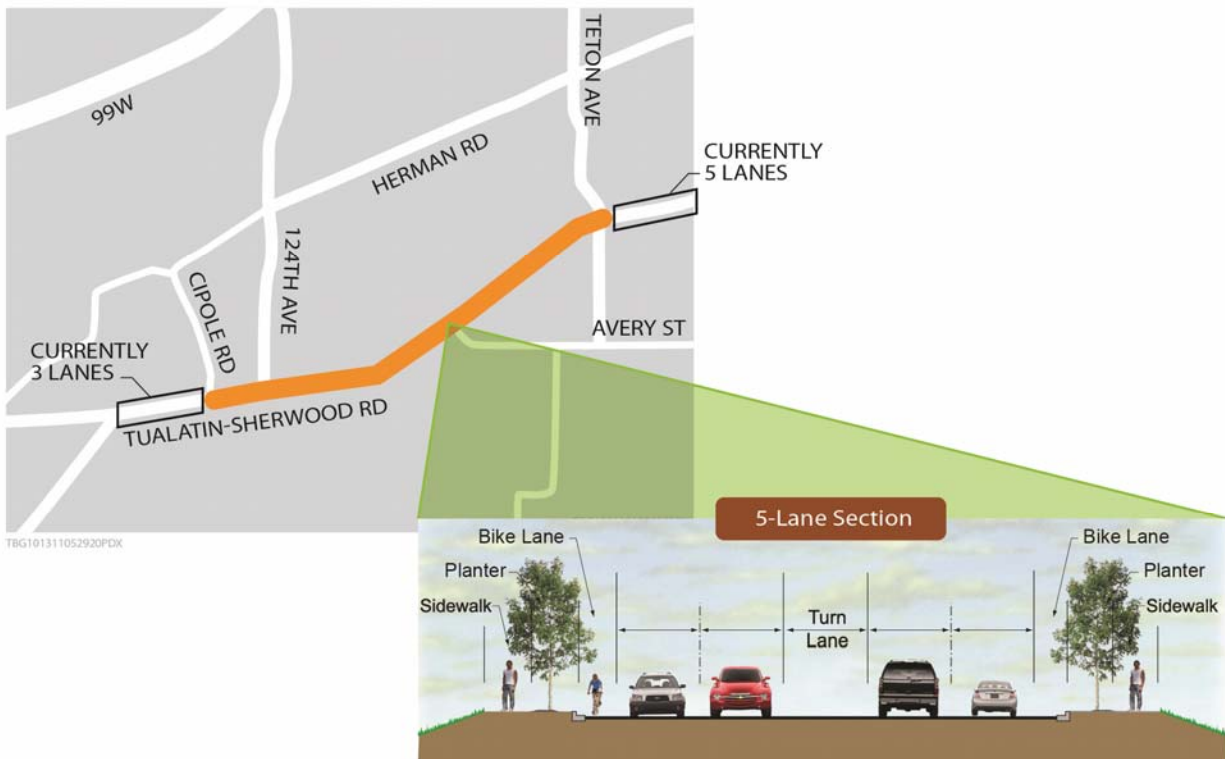 99W
TETON AVE
HERMAN RD
CURRENTLY
5 LANES
124TH AVE
CIPOLE RD
AVERY ST
CURRENTLY
3 LANES
TUALATIN-SHERWOOD RD
TBG101311052920PDX
5-Lane Section
Bike Lane
Bike Lane
Planter
Planter
Sidewalk
Sidewalk
Turn
Lane